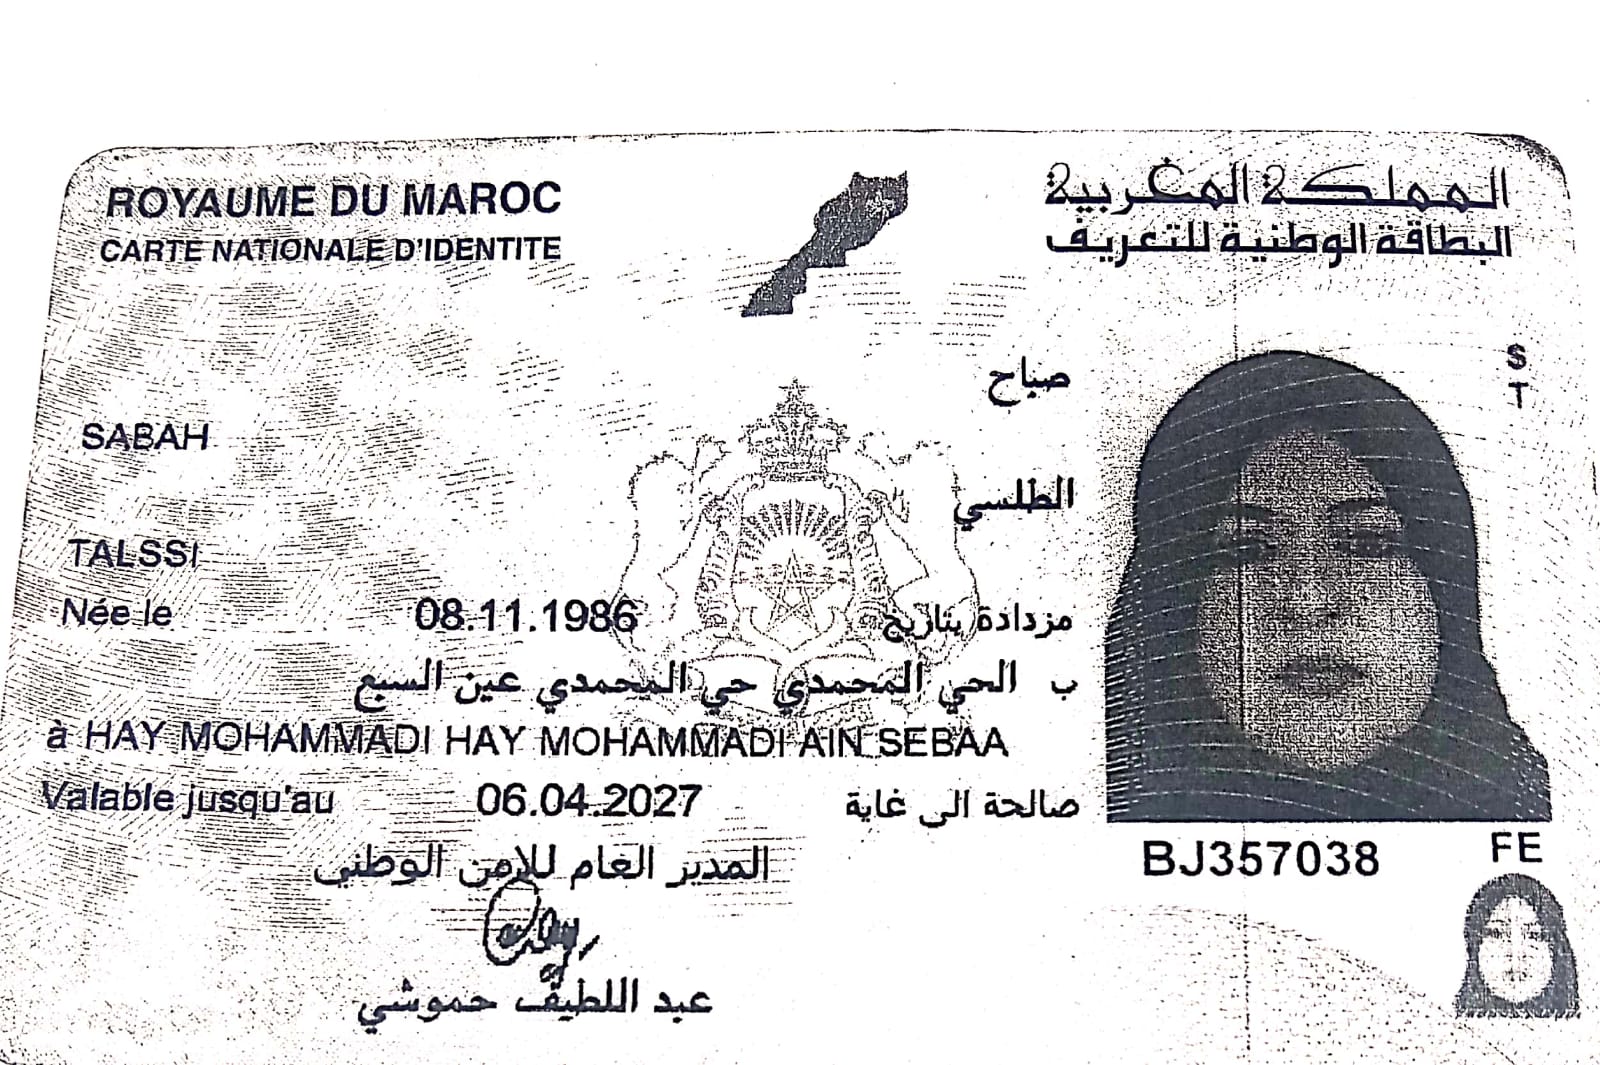 ROYAUME DU MAROC
المملكة المغربية
CARTE NATIONALE D'IDENTITE
البطاقة الوطنية للتعريف
صباح
SABAH
الطلسي
TALSSI
Née le 08.11.1986 مزدادة بتاريخ
ب الحي المحمدي حي المحمدي عين السبع
à HAY MOHAMMADI HAY MOHAMMADI AIN SEBAA
Valable jusqu'au 06.04.2027 صالحة الى غاية
المدير العام للامن الوطني
عبد اللطيف حموشي
S
T
BJ357038
FE